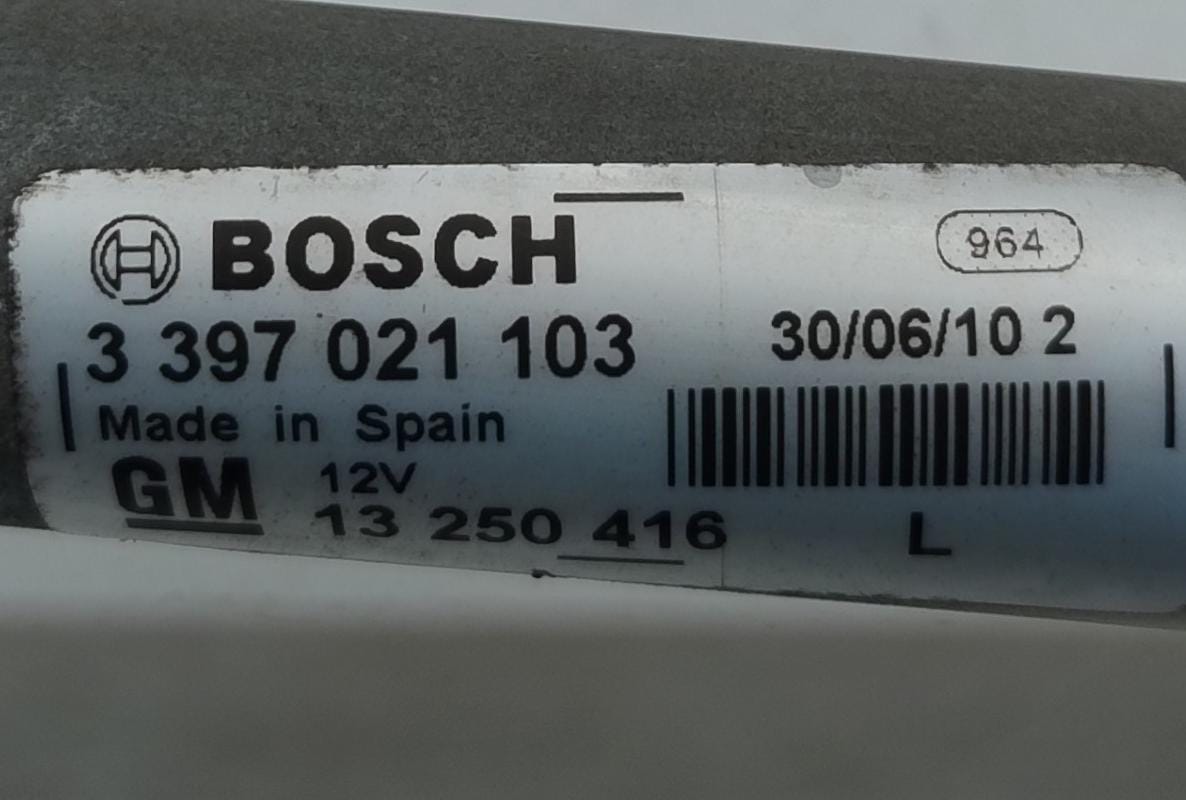 BOSCH
964
3 397 021 103
30/06/10 2
Made in Spain
GM 12V
13 250 416
L